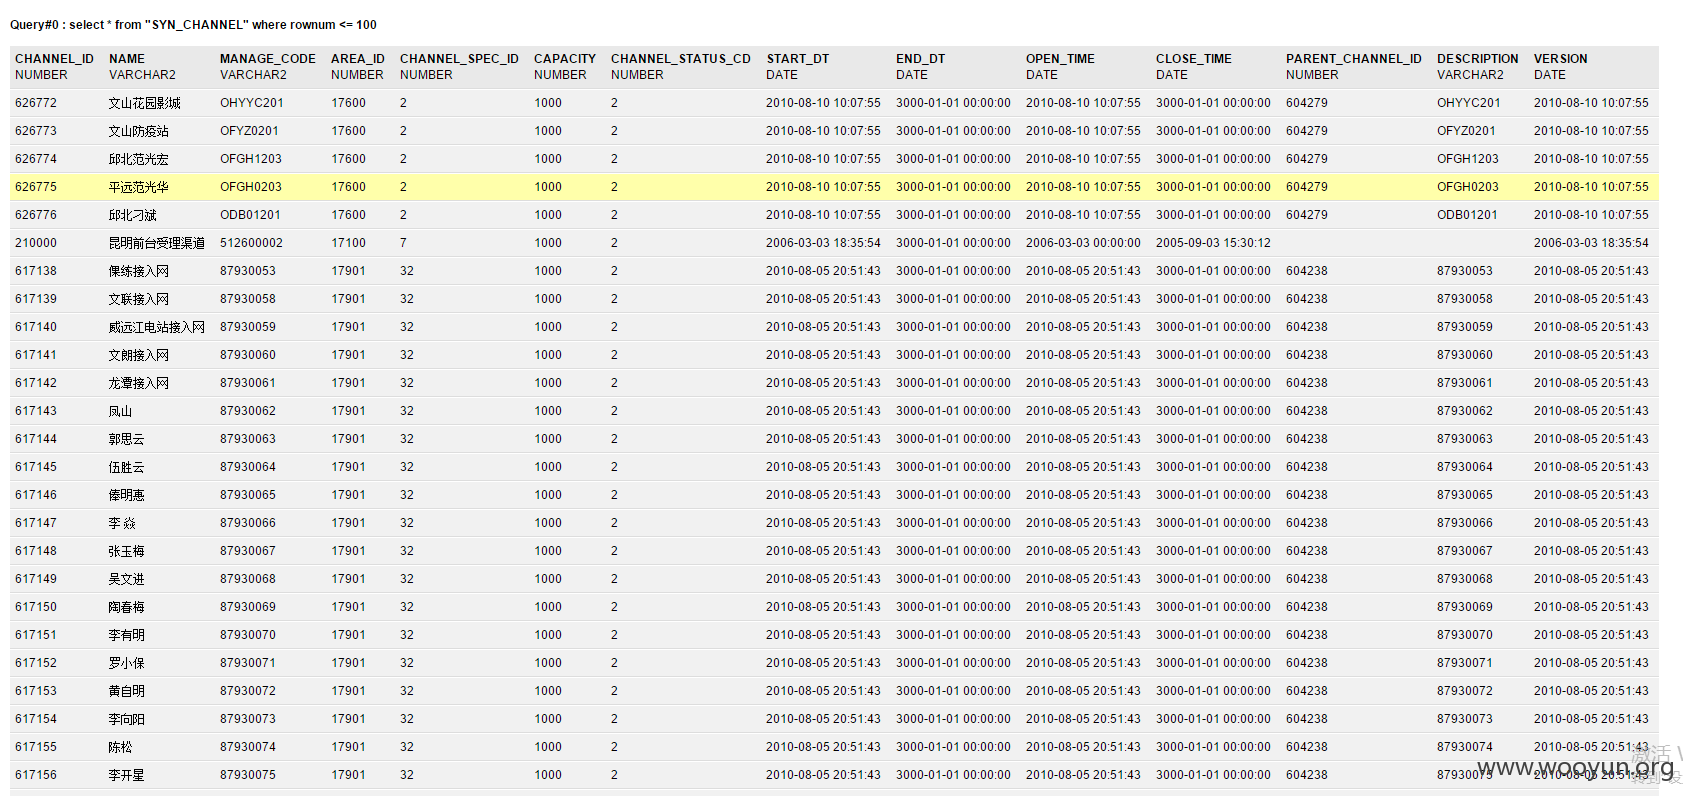 Query#0 : select * from "SYN_CHANNEL" where rownum <= 100
CHANNEL_ID NAME MANAGE_CODE AREA_ID CHANNEL_SPEC_ID CAPACITY CHANNEL_STATUS_CD START_DT END_DT OPEN_TIME CLOSE_TIME PARENT_CHANNEL_ID DESCRIPTION VERSION
NUMBER VARCHAR2 VARCHAR2 NUMBER NUMBER NUMBER NUMBER DATE DATE DATE DATE NUMBER VARCHAR2 DATE
626772 文山花园影城 OHYYC201 17600 2 1000 2 2010-08-10 10:07:55 3000-01-01 00:00:00 2010-08-10 10:07:55 3000-01-01 00:00:00 604279 OHYYC201 2010-08-10 10:07:55
626773 文山防疫站 OFYZ0201 17600 2 1000 2 2010-08-10 10:07:55 3000-01-01 00:00:00 2010-08-10 10:07:55 3000-01-01 00:00:00 604279 OFYZ0201 2010-08-10 10:07:55
626774 邱北范光宏 OFGH1203 17600 2 1000 2 2010-08-10 10:07:55 3000-01-01 00:00:00 2010-08-10 10:07:55 3000-01-01 00:00:00 604279 OFGH1203 2010-08-10 10:07:55
626775 平远范光华 OFGH0203 17600 2 1000 2 2010-08-10 10:07:55 3000-01-01 00:00:00 2010-08-10 10:07:55 3000-01-01 00:00:00 604279 OFGH0203 2010-08-10 10:07:55
626776 邱北刁斌 ODB01201 17600 2 1000 2 2010-08-10 10:07:55 3000-01-01 00:00:00 2010-08-10 10:07:55 3000-01-01 00:00:00 604279 ODB01201 2010-08-10 10:07:55
210000 昆明前台受理渠道 512600002 17100 7 1000 2 2006-03-03 18:35:54 3000-01-01 00:00:00 2006-03-03 00:00:00 2005-09-03 15:30:12 2006-03-03 18:35:54
617138 倮练接入网 87930053 17901 32 1000 2 2010-08-05 20:51:43 3000-01-01 00:00:00 2010-08-05 20:51:43 3000-01-01 00:00:00 604238 87930053 2010-08-05 20:51:43
617139 文联接入网 87930058 17901 32 1000 2 2010-08-05 20:51:43 3000-01-01 00:00:00 2010-08-05 20:51:43 3000-01-01 00:00:00 604238 87930058 2010-08-05 20:51:43
617140 威远江电站接入网 87930059 17901 32 1000 2 2010-08-05 20:51:43 3000-01-01 00:00:00 2010-08-05 20:51:43 3000-01-01 00:00:00 604238 87930059 2010-08-05 20:51:43
617141 文朗接入网 87930060 17901 32 1000 2 2010-08-05 20:51:43 3000-01-01 00:00:00 2010-08-05 20:51:43 3000-01-01 00:00:00 604238 87930060 2010-08-05 20:51:43
617142 龙潭接入网 87930061 17901 32 1000 2 2010-08-05 20:51:43 3000-01-01 00:00:00 2010-08-05 20:51:43 3000-01-01 00:00:00 604238 87930061 2010-08-05 20:51:43
617143 凤山 87930062 17901 32 1000 2 2010-08-05 20:51:43 3000-01-01 00:00:00 2010-08-05 20:51:43 3000-01-01 00:00:00 604238 87930062 2010-08-05 20:51:43
617144 郭思云 87930063 17901 32 1000 2 2010-08-05 20:51:43 3000-01-01 00:00:00 2010-08-05 20:51:43 3000-01-01 00:00:00 604238 87930063 2010-08-05 20:51:43
617145 伍胜云 87930064 17901 32 1000 2 2010-08-05 20:51:43 3000-01-01 00:00:00 2010-08-05 20:51:43 3000-01-01 00:00:00 604238 87930064 2010-08-05 20:51:43
617146 俸明惠 87930065 17901 32 1000 2 2010-08-05 20:51:43 3000-01-01 00:00:00 2010-08-05 20:51:43 3000-01-01 00:00:00 604238 87930065 2010-08-05 20:51:43
617147 李 焱 87930066 17901 32 1000 2 2010-08-05 20:51:43 3000-01-01 00:00:00 2010-08-05 20:51:43 3000-01-01 00:00:00 604238 87930066 2010-08-05 20:51:43
617148 张玉梅 87930067 17901 32 1000 2 2010-08-05 20:51:43 3000-01-01 00:00:00 2010-08-05 20:51:43 3000-01-01 00:00:00 604238 87930067 2010-08-05 20:51:43
617149 吴文进 87930068 17901 32 1000 2 2010-08-05 20:51:43 3000-01-01 00:00:00 2010-08-05 20:51:43 3000-01-01 00:00:00 604238 87930068 2010-08-05 20:51:43
617150 陶春梅 87930069 17901 32 1000 2 2010-08-05 20:51:43 3000-01-01 00:00:00 2010-08-05 20:51:43 3000-01-01 00:00:00 604238 87930069 2010-08-05 20:51:43
617151 李有明 87930070 17901 32 1000 2 2010-08-05 20:51:43 3000-01-01 00:00:00 2010-08-05 20:51:43 3000-01-01 00:00:00 604238 87930070 2010-08-05 20:51:43
617152 罗小保 87930071 17901 32 1000 2 2010-08-05 20:51:43 3000-01-01 00:00:00 2010-08-05 20:51:43 3000-01-01 00:00:00 604238 87930071 2010-08-05 20:51:43
617153 黄自明 87930072 17901 32 1000 2 2010-08-05 20:51:43 3000-01-01 00:00:00 2010-08-05 20:51:43 3000-01-01 00:00:00 604238 87930072 2010-08-05 20:51:43
617154 李向阳 87930073 17901 32 1000 2 2010-08-05 20:51:43 3000-01-01 00:00:00 2010-08-05 20:51:43 3000-01-01 00:00:00 604238 87930073 2010-08-05 20:51:43
617155 陈松 87930074 17901 32 1000 2 2010-08-05 20:51:43 3000-01-01 00:00:00 2010-08-05 20:51:43 3000-01-01 00:00:00 604238 87930074 2010-08-05 20:51:43
617156 李开星 87930075 17901 32 1000 2 2010-08-05 20:51:43 3000-01-01 00:00:00 2010-08-05 20:51:43 3000-01-01 00:00:00 604238 87930075 2010-08-05 20:51:43
激活
www.wooyun.org